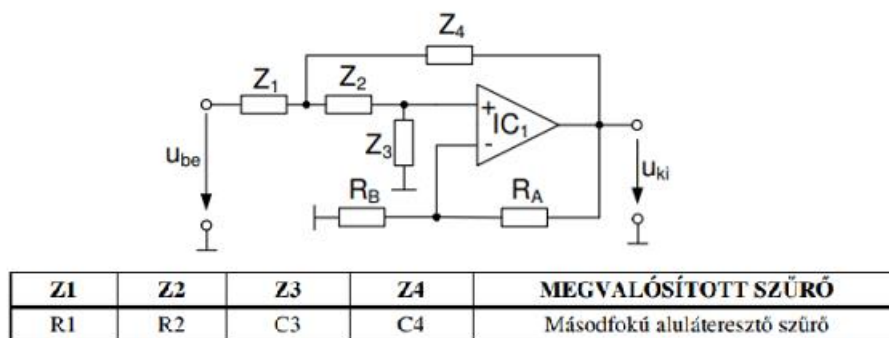 Z4
Z1 Z2
Z3
+
IC1
-
ube
RB RA
uki
Z1 Z2 Z3 Z4 MEGVALÓSÍTOTT SZŰRŐ
R1 R2 C3 C4 Másodfokú aluláteresztő szűrő